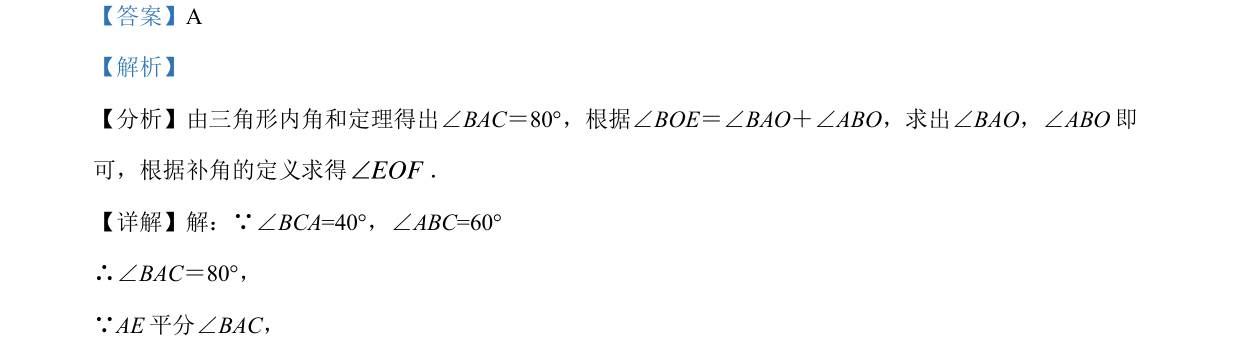 【答案】A
【解析】
【分析】由三角形内角和定理得出∠BAC＝80°，根据∠BOE＝∠BAO＋∠ABO，求出∠BAO，∠ABO即
可，根据补角的定义求得∠EOF．
【详解】解：∵∠BCA=40°，∠ABC=60°
∴∠BAC＝80°，
∵AE平分∠BAC，